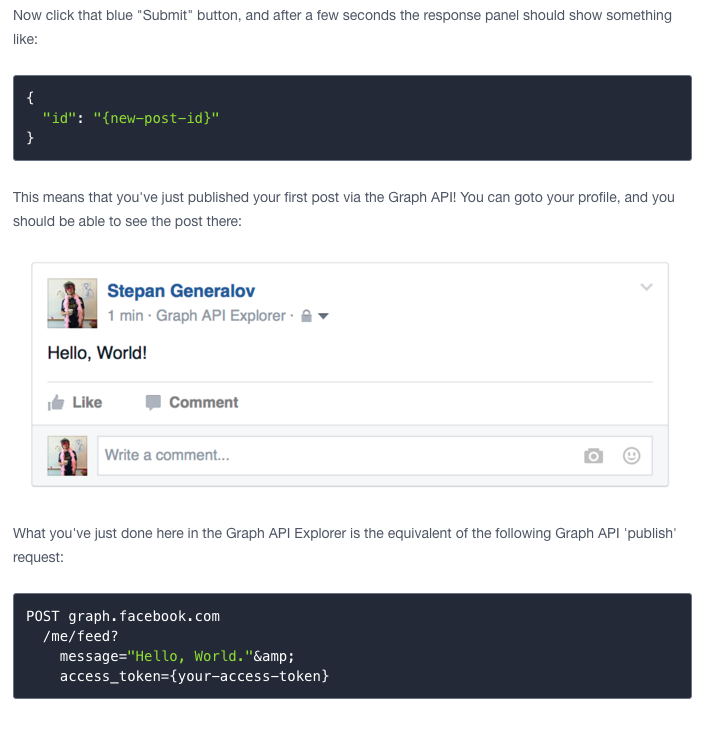 Now click that blue "Submit" button, and after a few seconds the response panel should show something
like:
{
"id": "{new-post-id}"
}
This means that you've just published your first post via the Graph API! You can goto your profile, and you
should be able to see the post there:
Stepan Generalov
1 min · Graph API Explorer ·
Hello, World!
Like Comment
Write a comment...
What you've just done here in the Graph API Explorer is the equivalent of the following Graph API 'publish'
request:
POST graph.facebook.com
/me/feed?
message="Hello, World."&amp;
access_token={your-access-token}